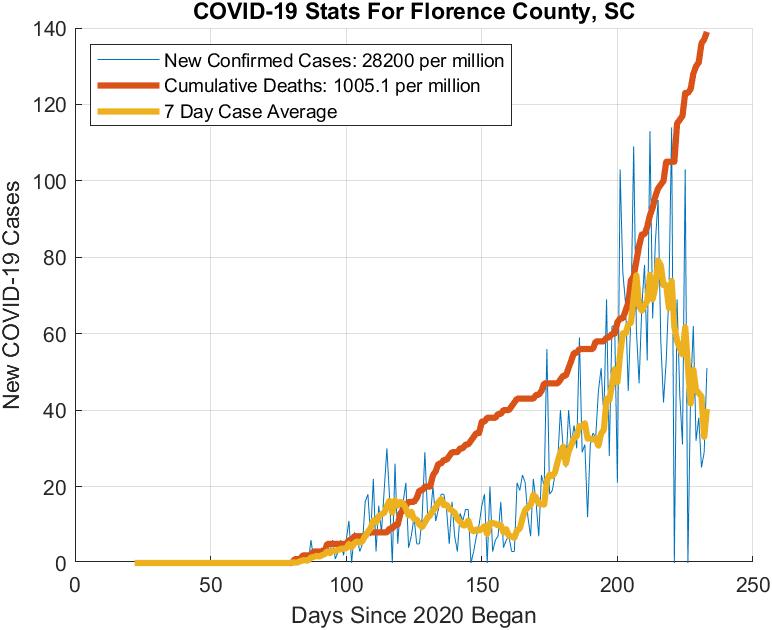 COVID-19 Stats For Florence County, SC
New Confirmed Cases: 28200 per million
Cumulative Deaths: 1005.1 per million
7 Day Case Average
New COVID-19 Cases
140
120
100
80
60
40
20
0
0 50 100 150 200 250
Days Since 2020 Began